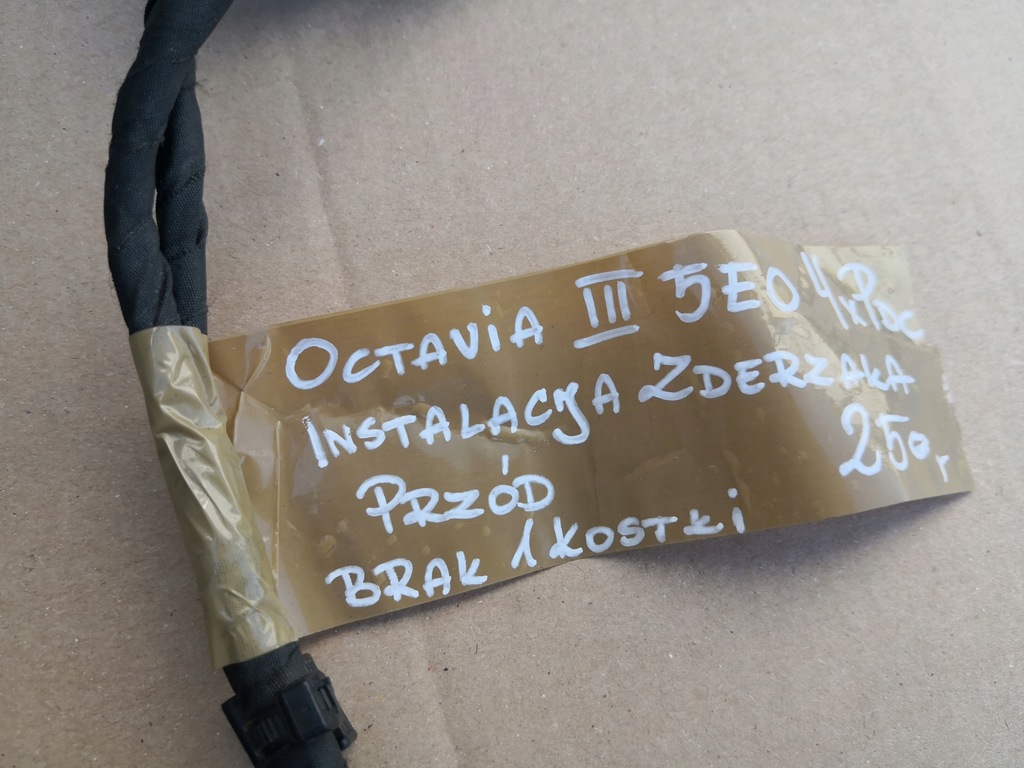 OCTAVIA III 5E0 4xPDC
INSTALACJA ZDERZAKA
PRZÓD 250,-
BRAK 1 KOSTKI